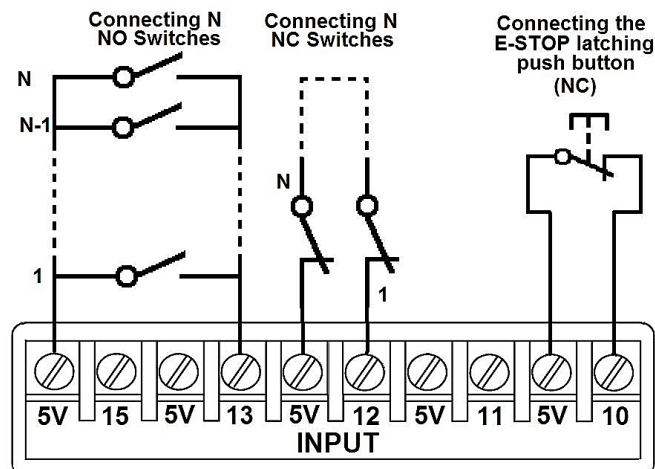 Connecting N
NO Switches
Connecting N
NC Switches
Connecting the
E-STOP latching
push button
(NC)
N
N-1
1
N
1
5V 15 5V 13 5V 12 5V 11 5V 10
INPUT